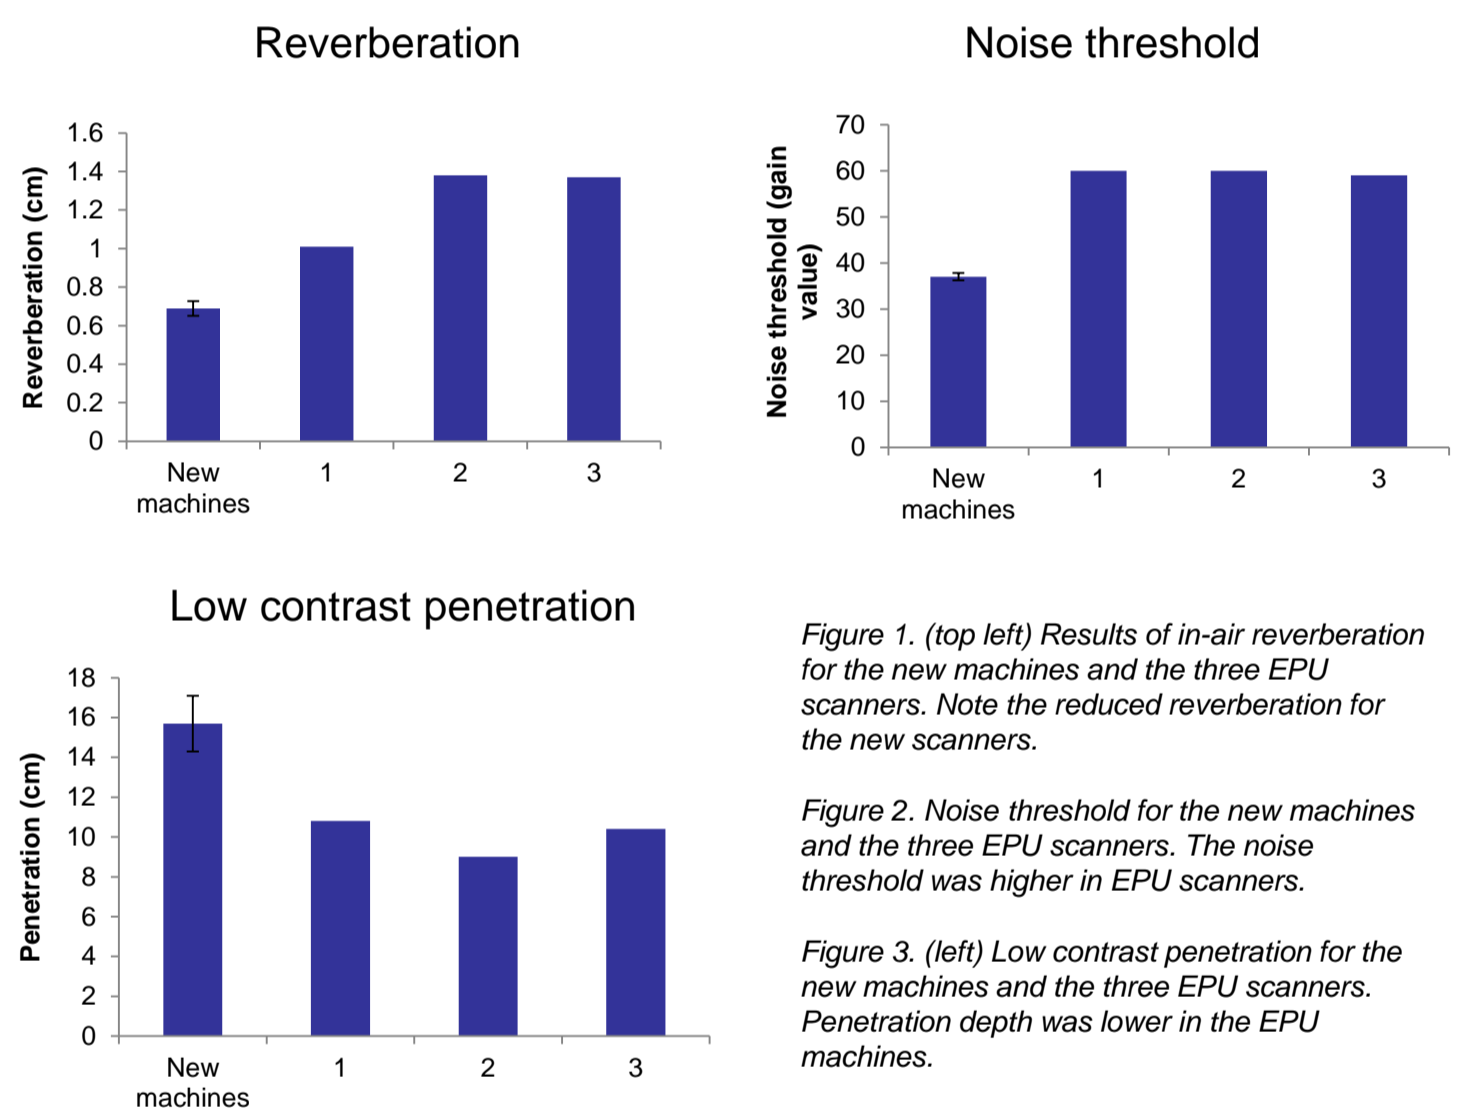 Reverberation
Reverberation (cm)
1.6
1.4
1.2
1
0.8
0.6
0.4
0.2
0
New
machines
1
2
3
Noise threshold
Noise threshold (gain
value)
70
60
50
40
30
20
10
0
New
machines
1
2
3
Low contrast penetration
Penetration (cm)
18
16
14
12
10
8
6
4
2
0
New
machines
1
2
3
Figure 1. (top left) Results of in-air reverberation
for the new machines and the three EPU
scanners. Note the reduced reverberation for
the new scanners.
Figure 2. Noise threshold for the new machines
and the three EPU scanners. The noise
threshold was higher in EPU scanners.
Figure 3. (left) Low contrast penetration for the
new machines and the three EPU scanners.
Penetration depth was lower in the EPU
machines.